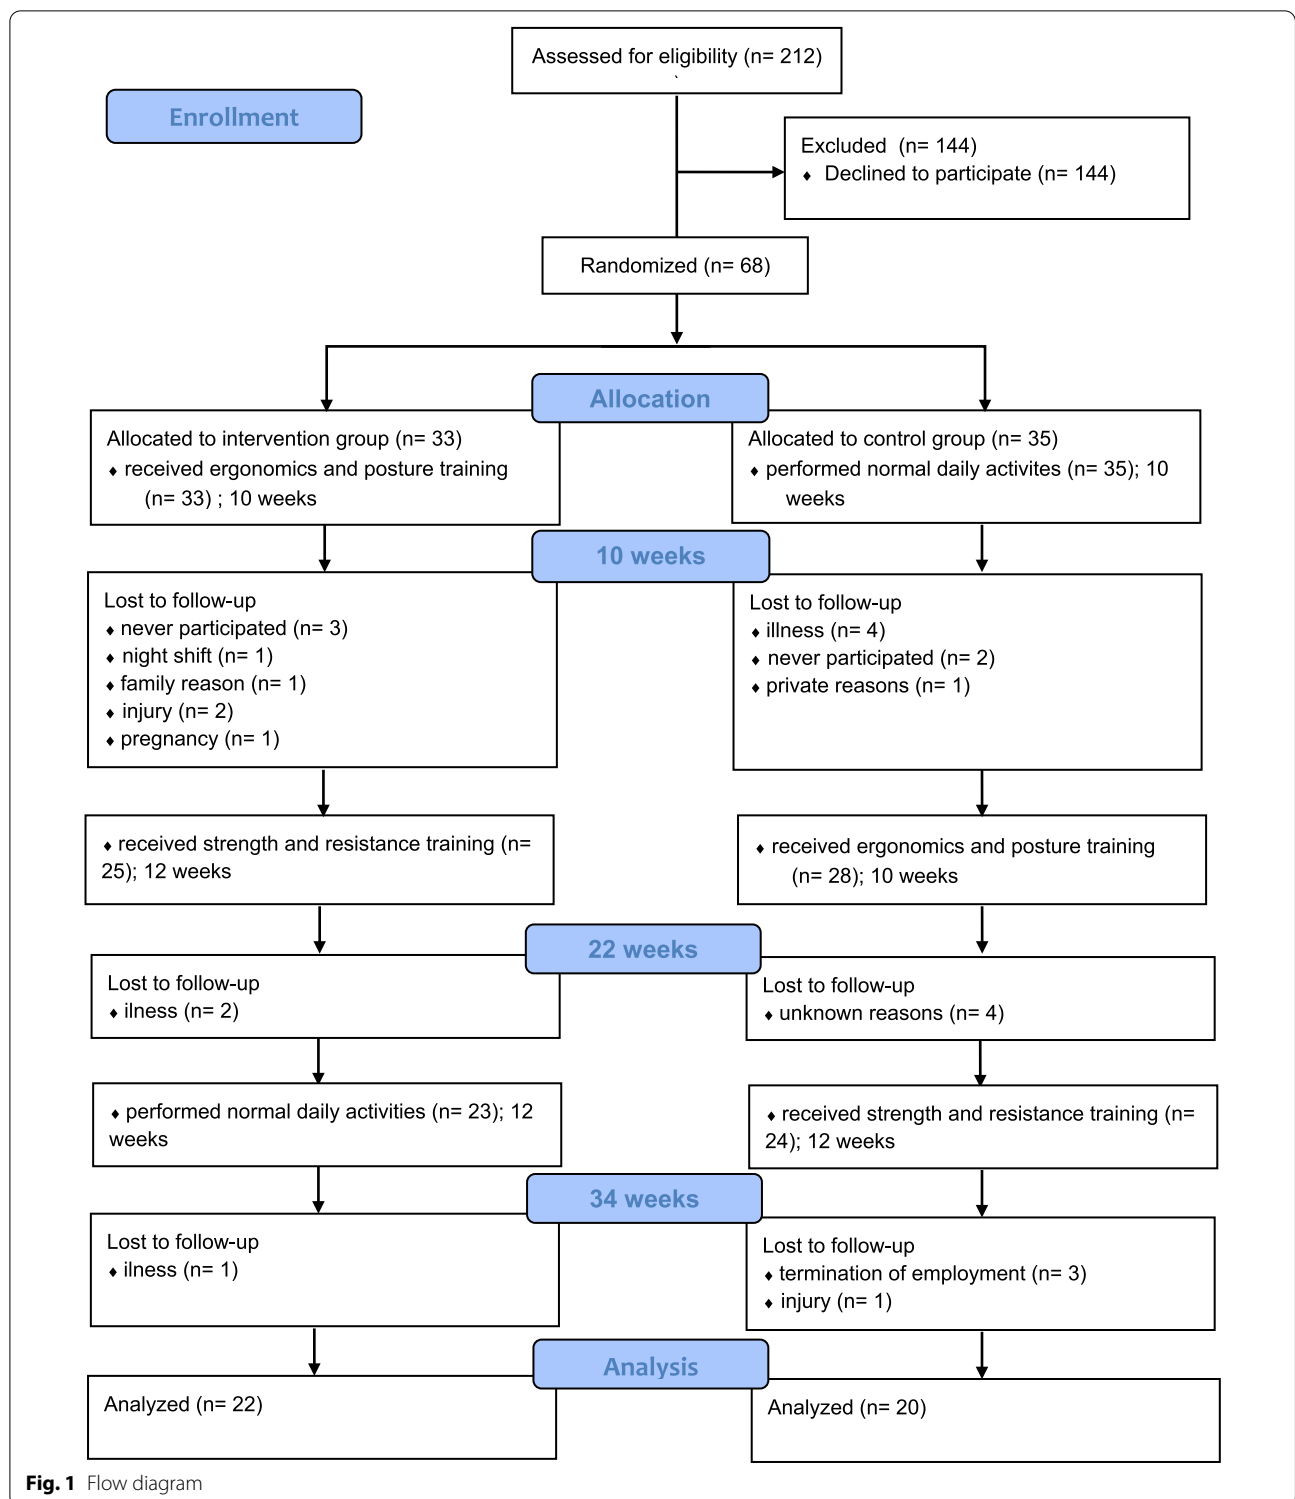 Assessed for eligibility (n= 212)
Enrollment
Excluded (n= 144)
♦ Declined to participate (n= 144)
Randomized (n= 68)
Allocation
Allocated to intervention group (n= 33)
♦ received ergonomics and posture training
(n= 33) ; 10 weeks
Allocated to control group (n= 35)
♦ performed normal daily activites (n= 35); 10
weeks
10 weeks
Lost to follow-up
♦ never participated (n= 3)
♦ night shift (n= 1)
♦ family reason (n= 1)
♦ injury (n= 2)
♦ pregnancy (n= 1)
Lost to follow-up
♦ illness (n= 4)
♦ never participated (n= 2)
♦ private reasons (n= 1)
♦ received strength and resistance training (n=
25); 12 weeks
♦ received ergonomics and posture training
(n= 28); 10 weeks
22 weeks
Lost to follow-up
♦ ilness (n= 2)
Lost to follow-up
♦ unknown reasons (n= 4)
♦ performed normal daily activities (n= 23); 12
weeks
♦ received strength and resistance training (n=
24); 12 weeks
34 weeks
Lost to follow-up
♦ ilness (n= 1)
Lost to follow-up
♦ termination of employment (n= 3)
♦ injury (n= 1)
Analysis
Analyzed (n= 22)
Analyzed (n= 20)
Fig. 1 Flow diagram